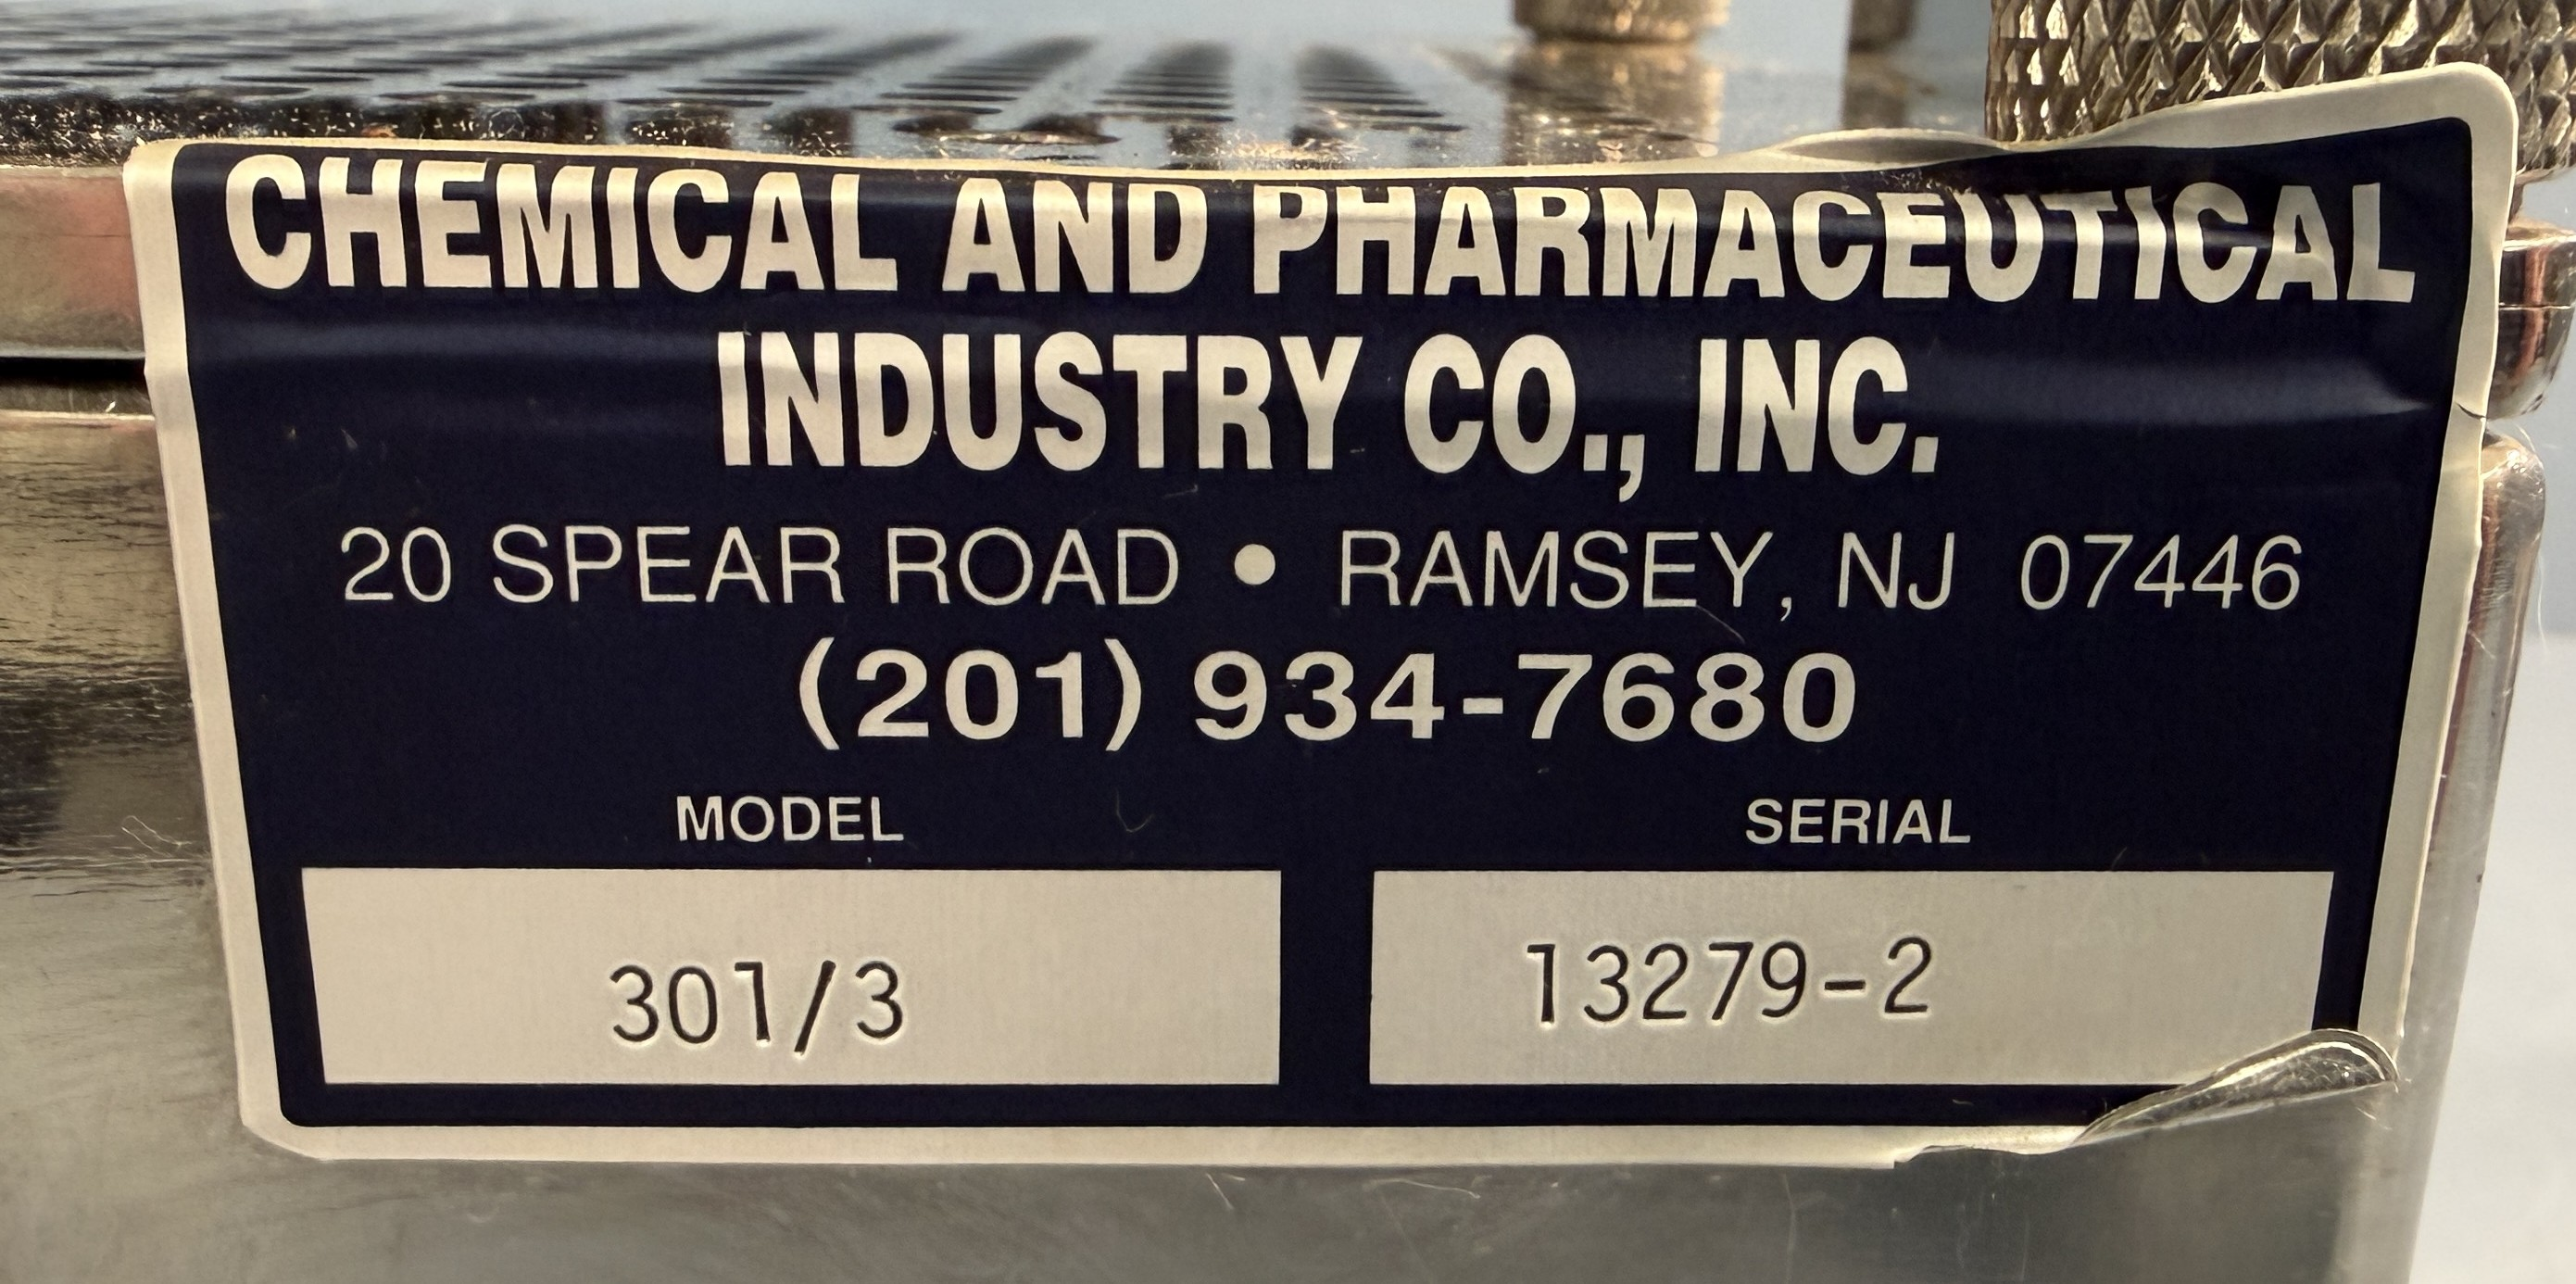 CHEMICAL AND PHARMACEUTICAL
INDUSTRY CO., INC.
20 SPEAR ROAD • RAMSEY, NJ 07446
(201) 934-7680
MODEL SERIAL
301/3 13279-2